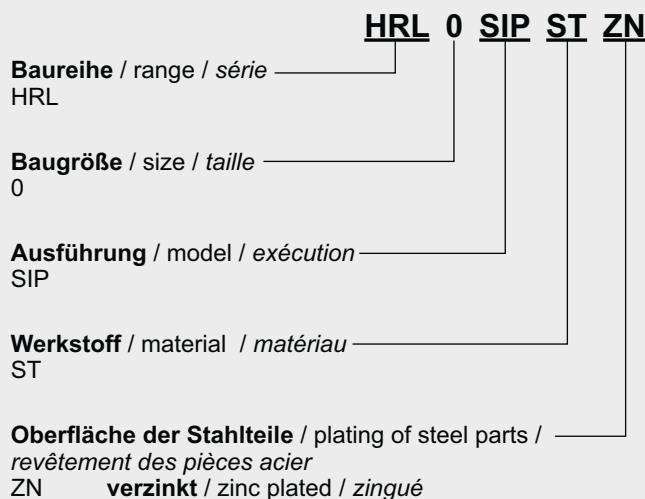 HRL 0 SIP ST ZN
Baureihe / range / série
HRL
Baugröße / size / taille
0
Ausführung / model / exécution
SIP
Werkstoff / material / matériau
ST
Oberfläche der Stahlteile / plating of steel parts /
revêtement des pièces acier
ZN verzinkt / zinc plated / zingué